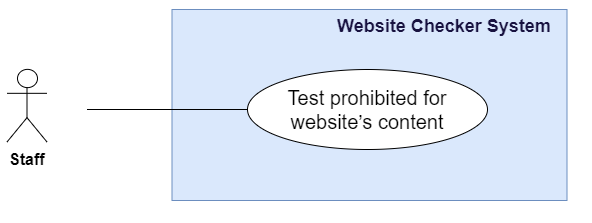 Website Checker System
Test prohibited for
website's content
Staff